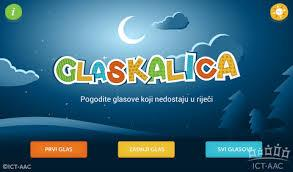 i
GLASKALICA
Pogodite glasove koji nedostaju u riječi
PRVI GLAS
ZADNJI GLAS
SVI GLASOVI
©ICT-AAC
ICT-AAC